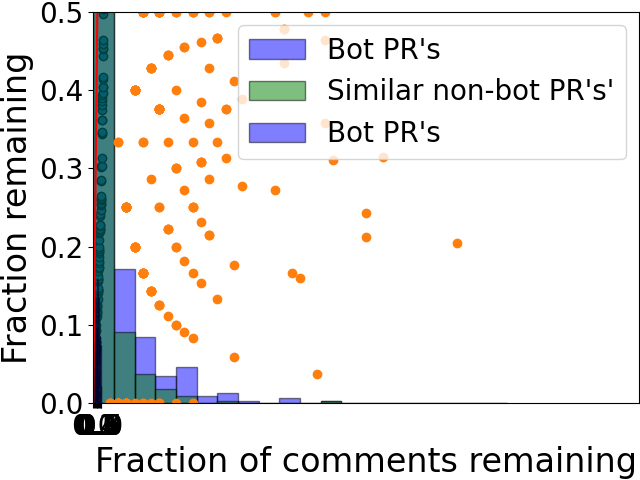 0.5
0.4
0.3
0.2
0.1
0.0
Fraction remaining
Bot PR's
Similar non-bot PR's'
Bot PR's
Fraction of comments remaining